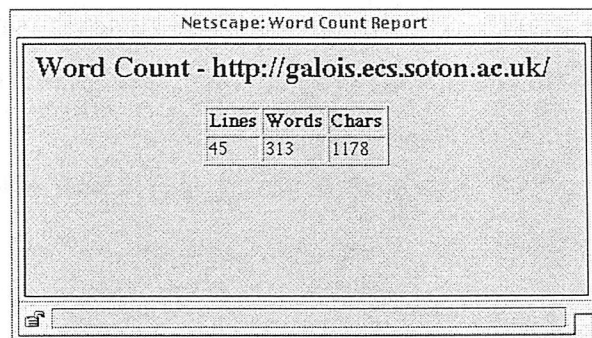 Netscape: Word Count Report
Word Count - http://galois.ecs.soton.ac.uk/
Lines Words Chars
45 313 1178